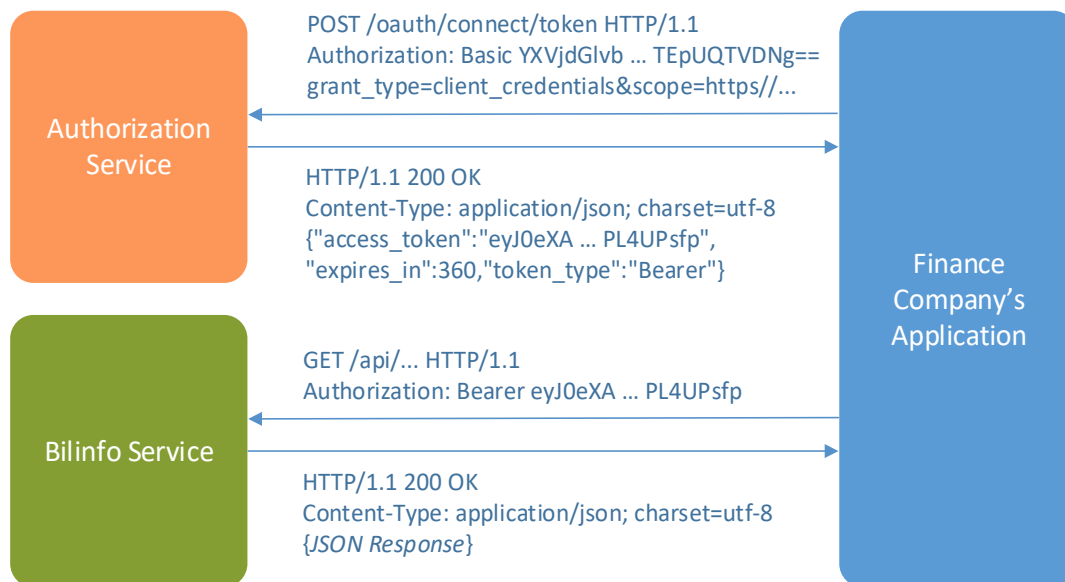 POST /oauth/connect/token HTTP/1.1
Authorization: Basic YXVjdGlvb ... TEpUQTVDNg==
grant_type=client_credentials&scope=https//...
Authorization
Service
HTTP/1.1 200 OK
Content-Type: application/json; charset=utf-8
{"access_token":"eyJ0eXA ... PL4UPsfp",
"expires_in":360,"token_type":"Bearer"}
Finance
Company’s
Application
GET /api/... HTTP/1.1
Authorization: Bearer eyJ0eXA ... PL4UPsfp
Bilinfo Service
HTTP/1.1 200 OK
Content-Type: application/json; charset=utf-8
{JSON Response}